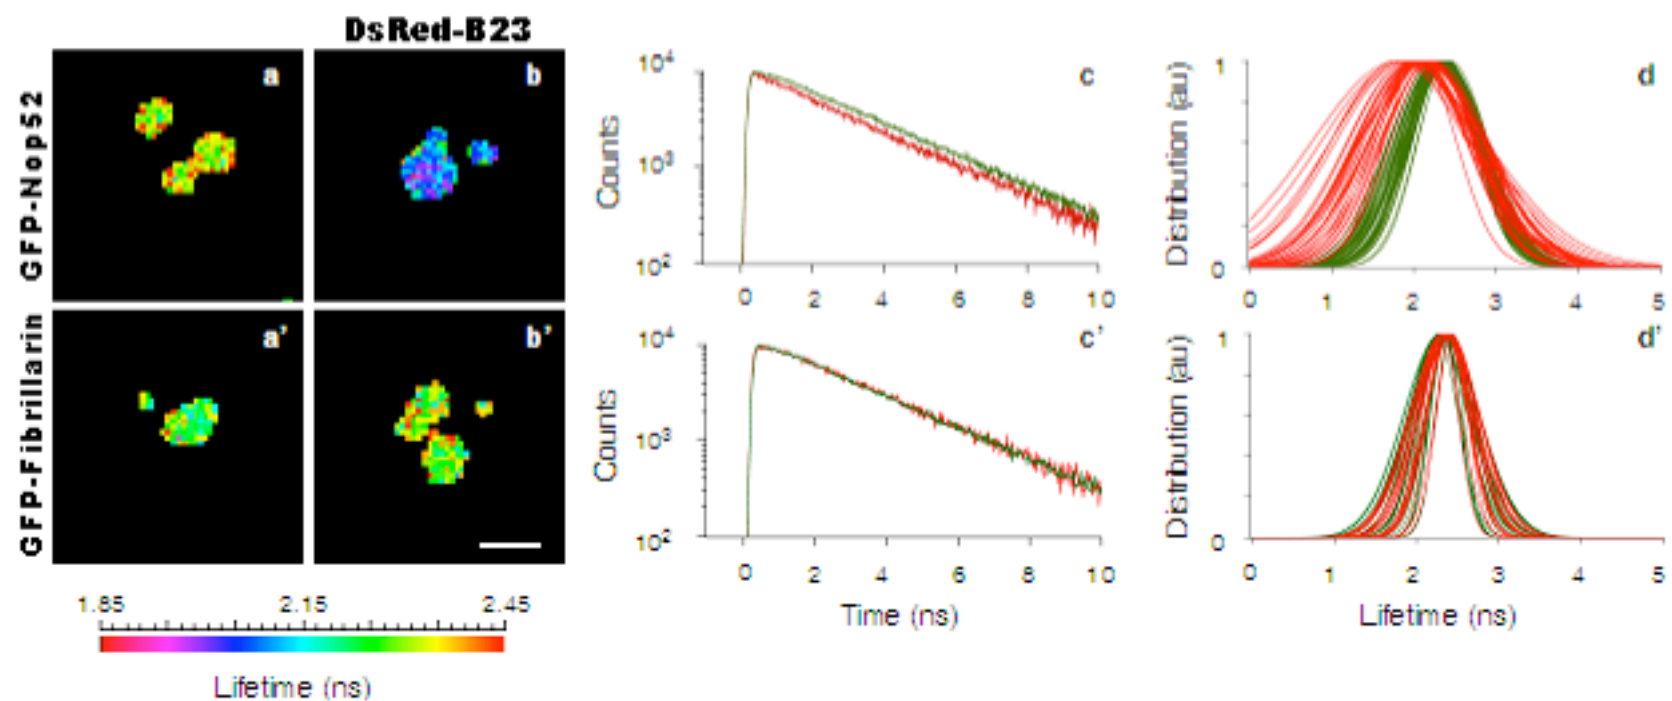 DsRed-B23
GFP-Nop52
a
b
GFP-Fibrillarin
a'
b'
1.85 2.15 2.45
Lifetime (ns)
10⁴
10³
10²
Counts
c
0 2 4 6 8 10
10⁴
10³
10²
Counts
c'
0 2 4 6 8 10
Time (ns)
1
0
Distribution (au)
d
0 1 2 3 4 5
1
0
Distribution (au)
d'
0 1 2 3 4 5
Lifetime (ns)